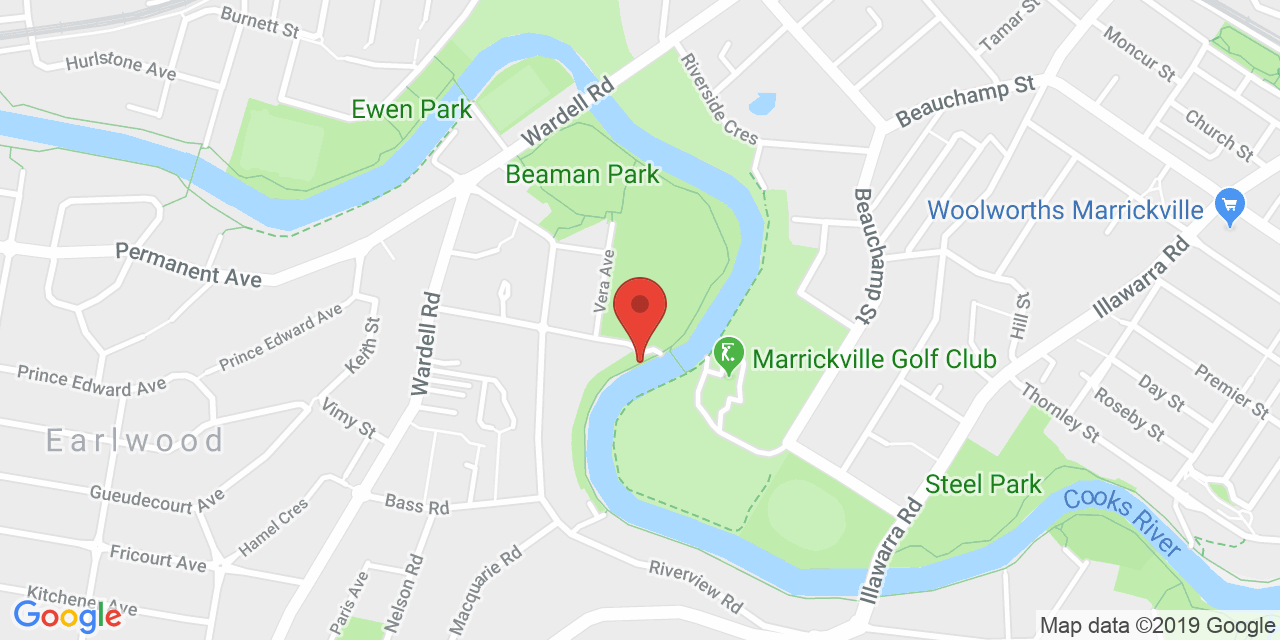 Burnett St
Hurlstone Ave
Tamar St
Moncur St
Ewen Park
Wardell Rd
Riverside Cres
Beauchamp St
Church St
Beaman Park
Woolworths Marrickville
Permanent Ave
Vera Ave
Beauchamp St
Illawarra Rd
Prince Edward Ave
Keith St
Wardell Rd
Hill St
Prince Edward Ave
Marrickville Golf Club
Premier St
Day St
Roseby St
Thornley St
Vimy St
Earlwood
Steel Park
Gueudecourt Ave
Hamel Cres
Bass Rd
Cooks River
Illawarra Rd
Fricourt Ave
Riverview Rd
Macquarie Rd
Nelson Rd
Paris Ave
Kitchener Ave
Google
Map data ©2019 Google